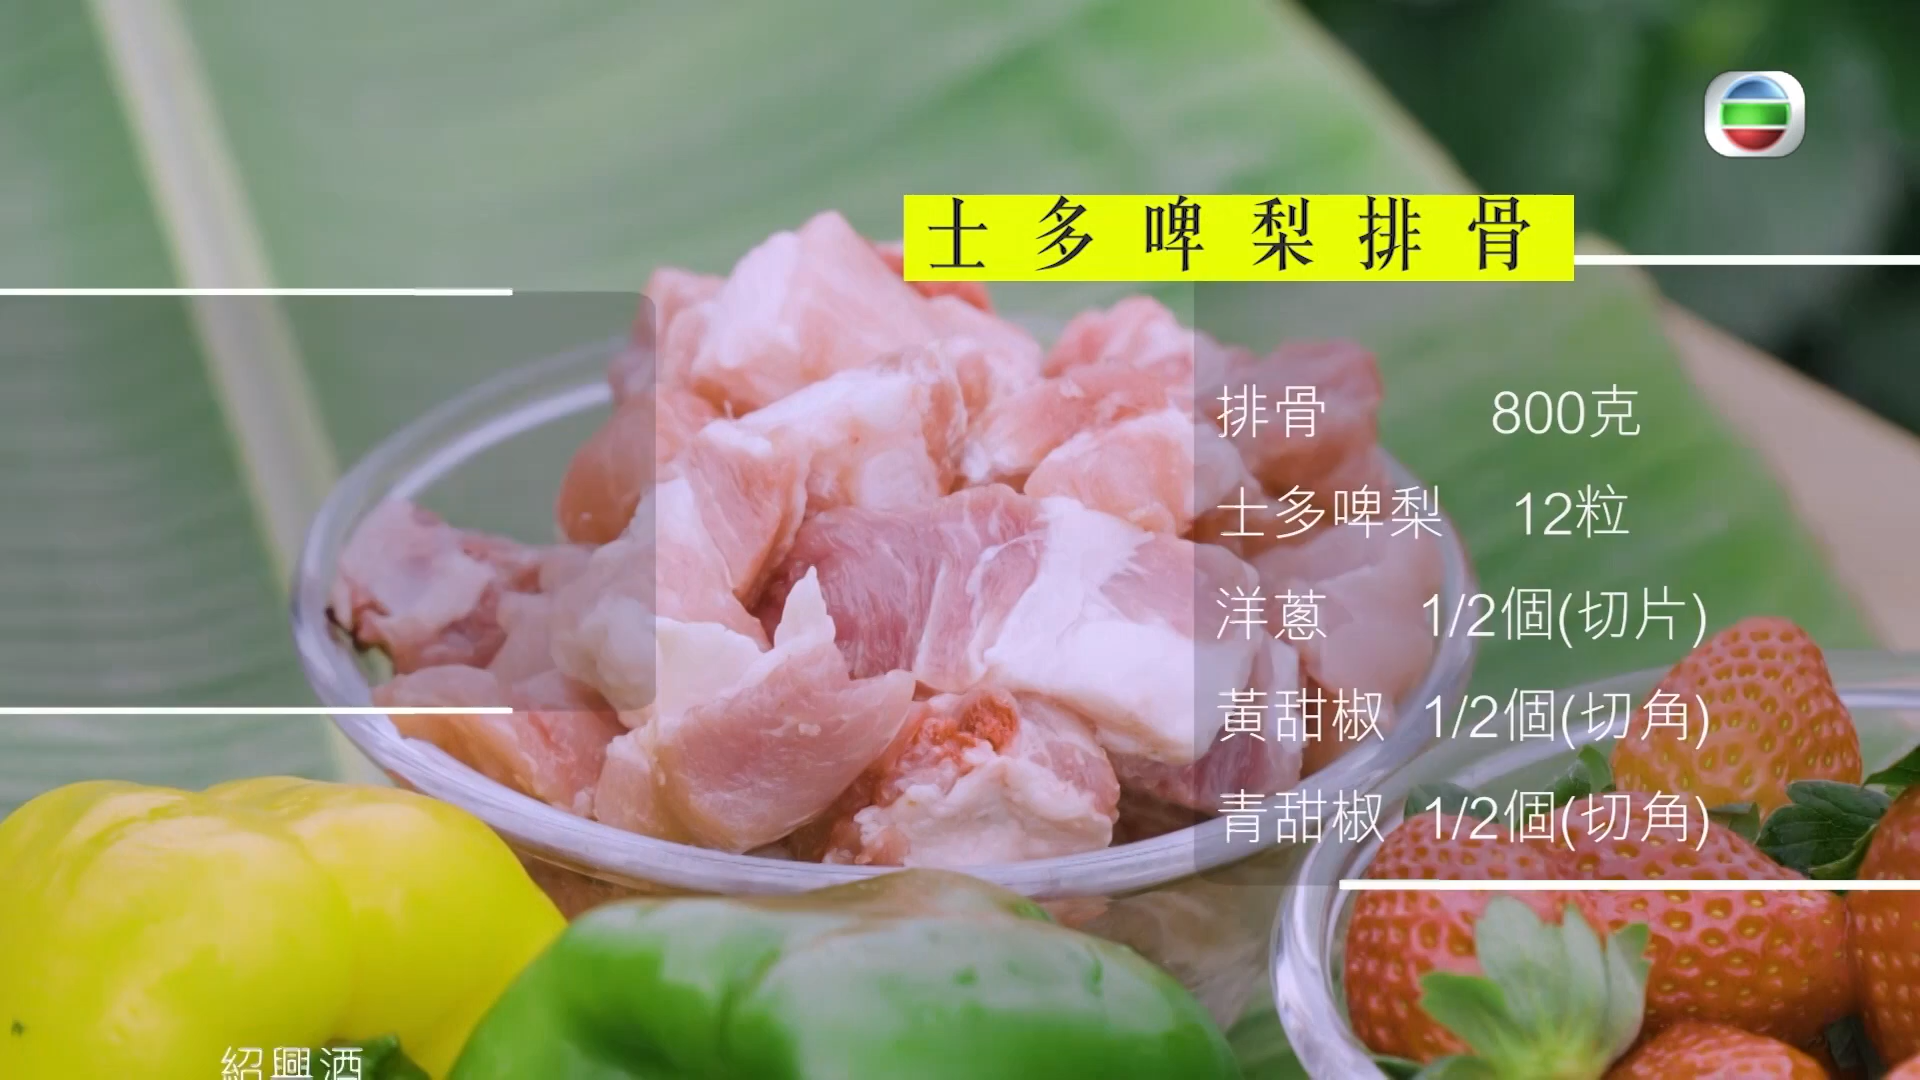 士多啤梨排骨
排骨 800克
士多啤梨 12粒
洋蔥 1/2個(切片)
黃甜椒 1/2個(切角)
青甜椒 1/2個(切角)
紹興酒